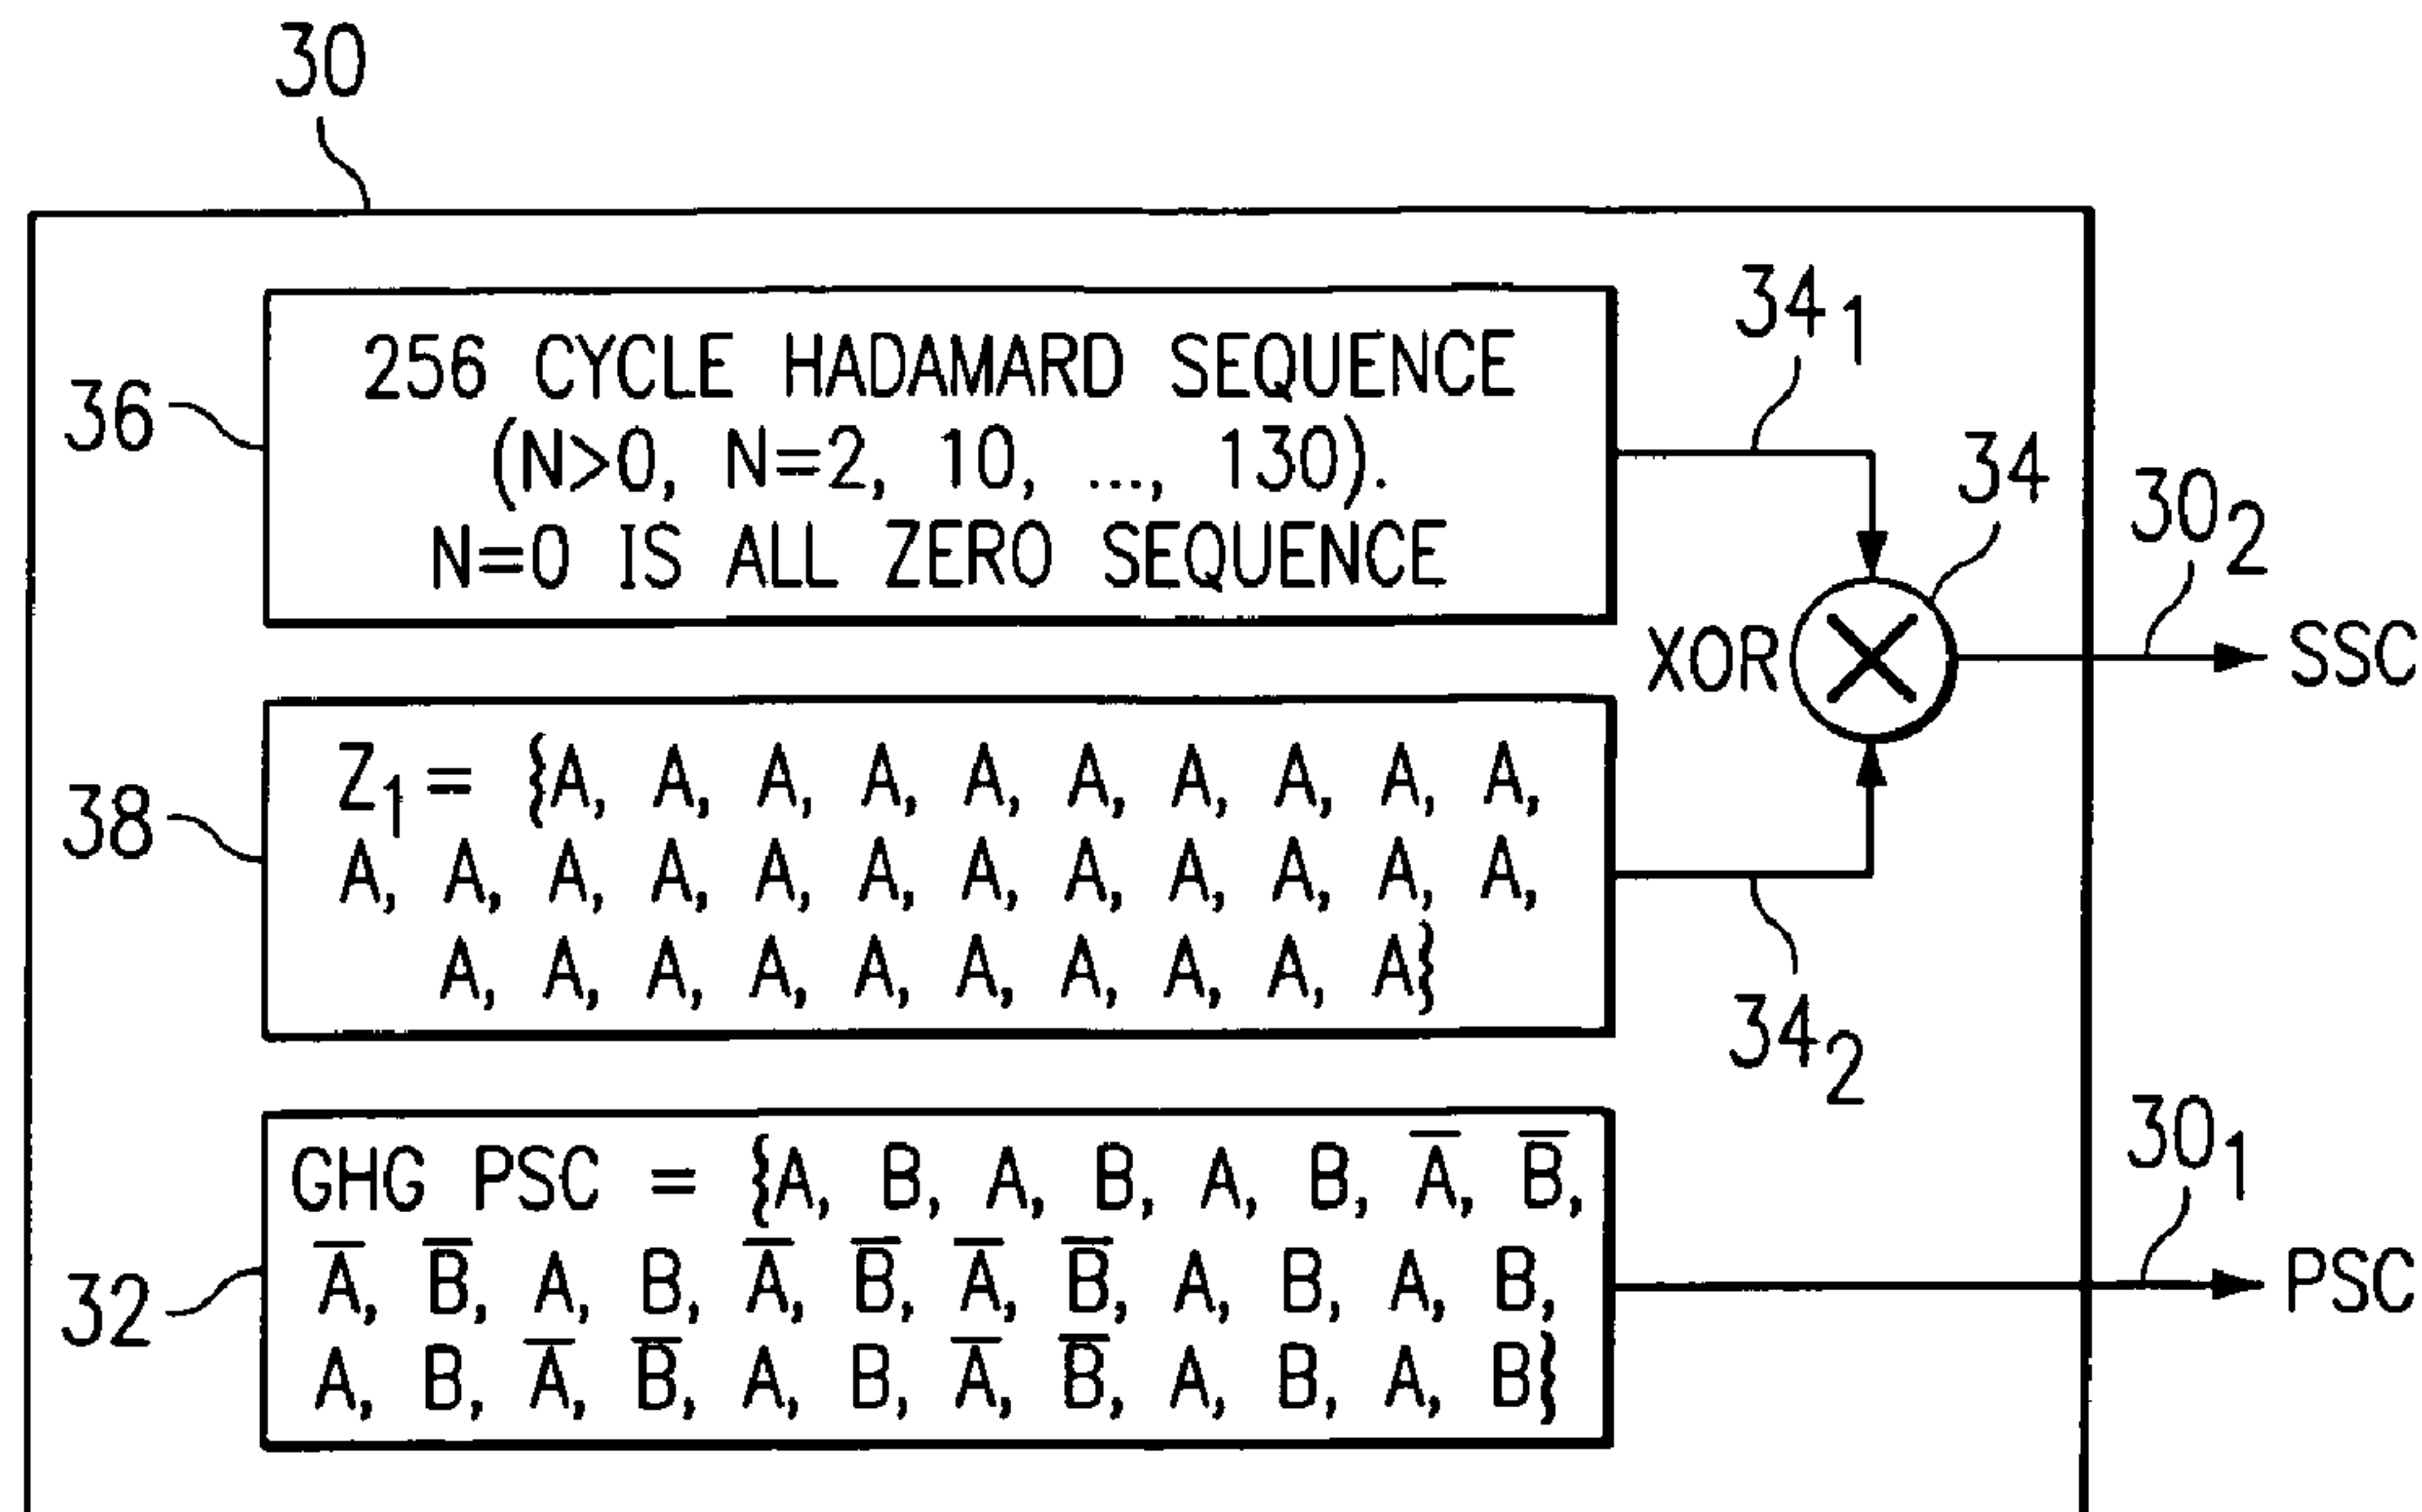 30
256 CYCLE HADAMARD SEQUENCE
(N>0, N=2, 10, ..., 130).
N=0 IS ALL ZERO SEQUENCE
36
34₁
34
30₂
XOR
SSC
Z₁ = {A, A, A, A, A, A, A, A, A, A,
A, A, A, A, A, A, A, A, A, A, A, A,
A, A, A, A, A, A, A, A, A, A}
38
34₂
GHG PSC = {A, B, A, B, A, B, A̅, B̅,
A̅, B̅, A, B, A̅, B̅, A̅, B̅, A, B, A, B,
A, B, A̅, B̅, A, B, A̅, B̅, A, B, A, B}
32
30₁
PSC